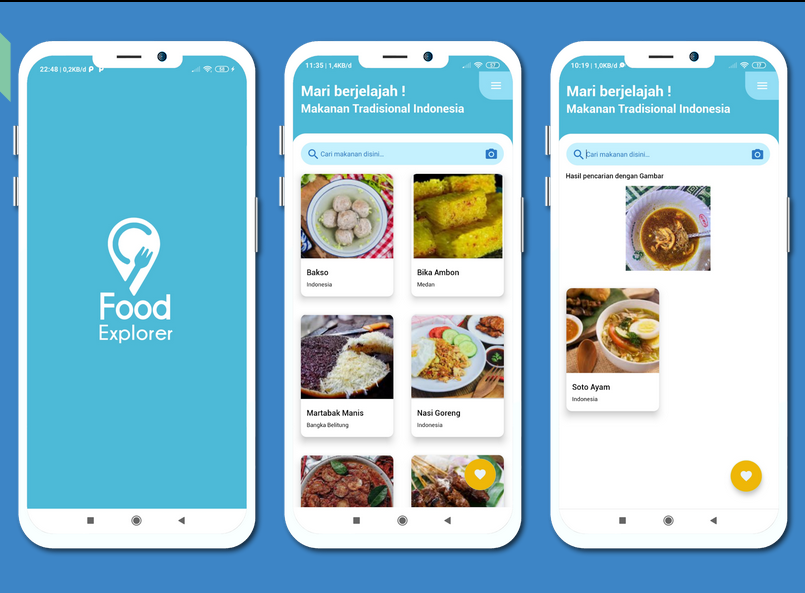 22:48 | 0,2KB/d
Food
Explorer
11:35 | 1,4KB/d
Mari berjelajah !
Makanan Tradisional Indonesia
Cari makanan disini...
Bakso
Indonesia
Bika Ambon
Medan
Martabak Manis
Bangka Belitung
Nasi Goreng
Indonesia
10:19 | 1,0KB/d
Mari berjelajah !
Makanan Tradisional Indonesia
Cari makanan disini...
Hasil pencarian dengan Gambar
Soto Ayam
Indonesia